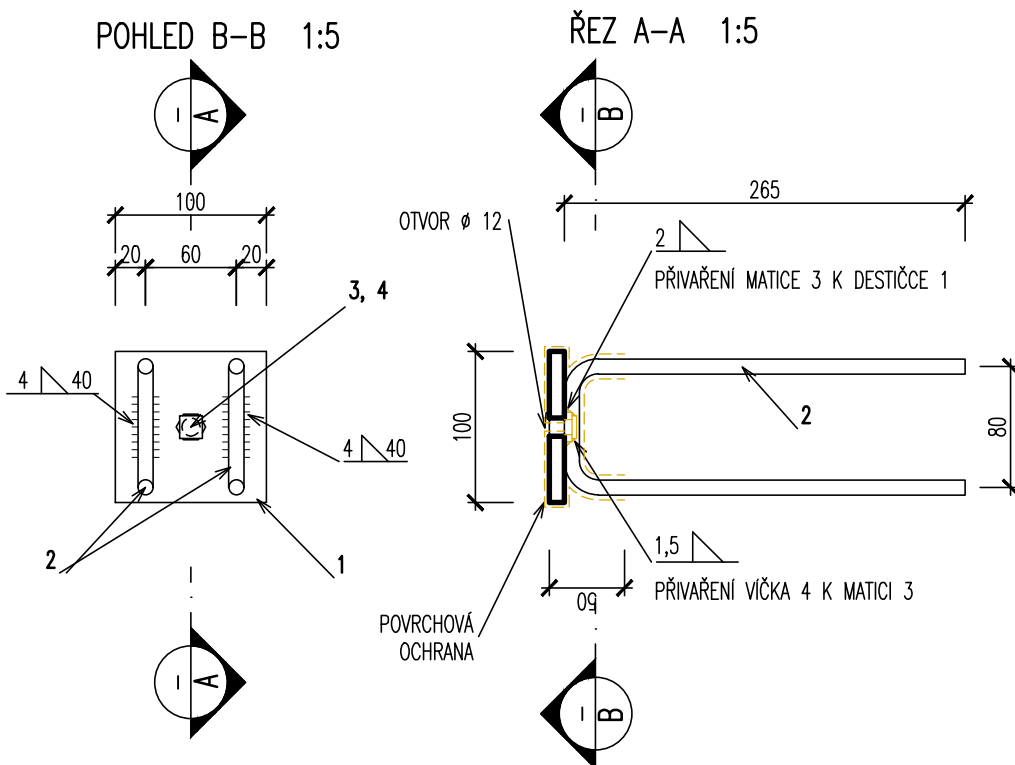 POHLED B-B 1:5
ŘEZ A-A 1:5
A
B
100
265
OTVOR ø 12
2
20 60 20
PŘIVAŘENÍ MATICE 3 K DESTIČCE 1
3, 4
4 40
100
2
80
4 40
2
1
1,5
PŘIVAŘENÍ VÍČKA 4 K MATICI 3
50
POVRCHOVÁ
OCHRANA
A
B